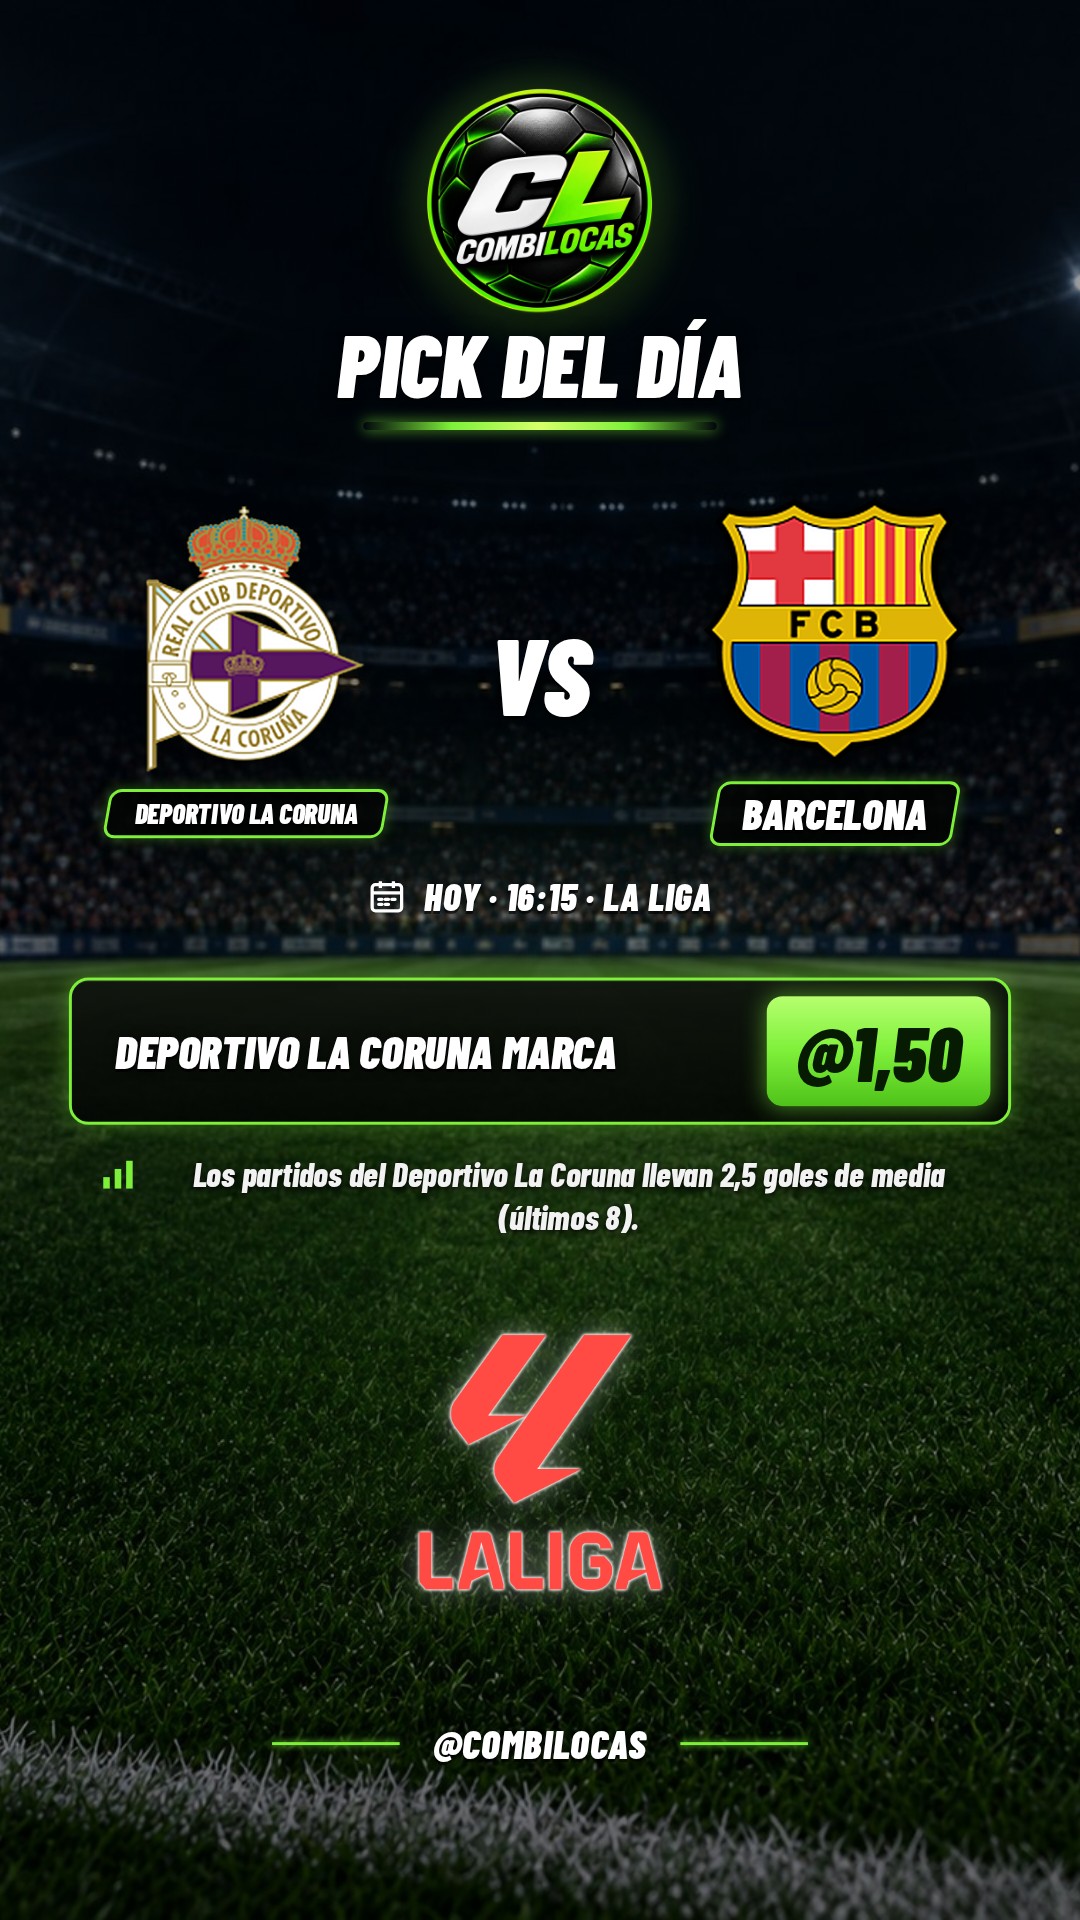 CL
COMBILOCAS
PICK DEL DÍA
REAL CLUB DEPORTIVO
LA CORUÑA
FCB
VS
DEPORTIVO LA CORUNA
BARCELONA
HOY · 16:15 · LA LIGA
DEPORTIVO LA CORUNA MARCA
@1,50
Los partidos del Deportivo La Coruna llevan 2,5 goles de media
(últimos 8).
LALIGA
@COMBILOCAS